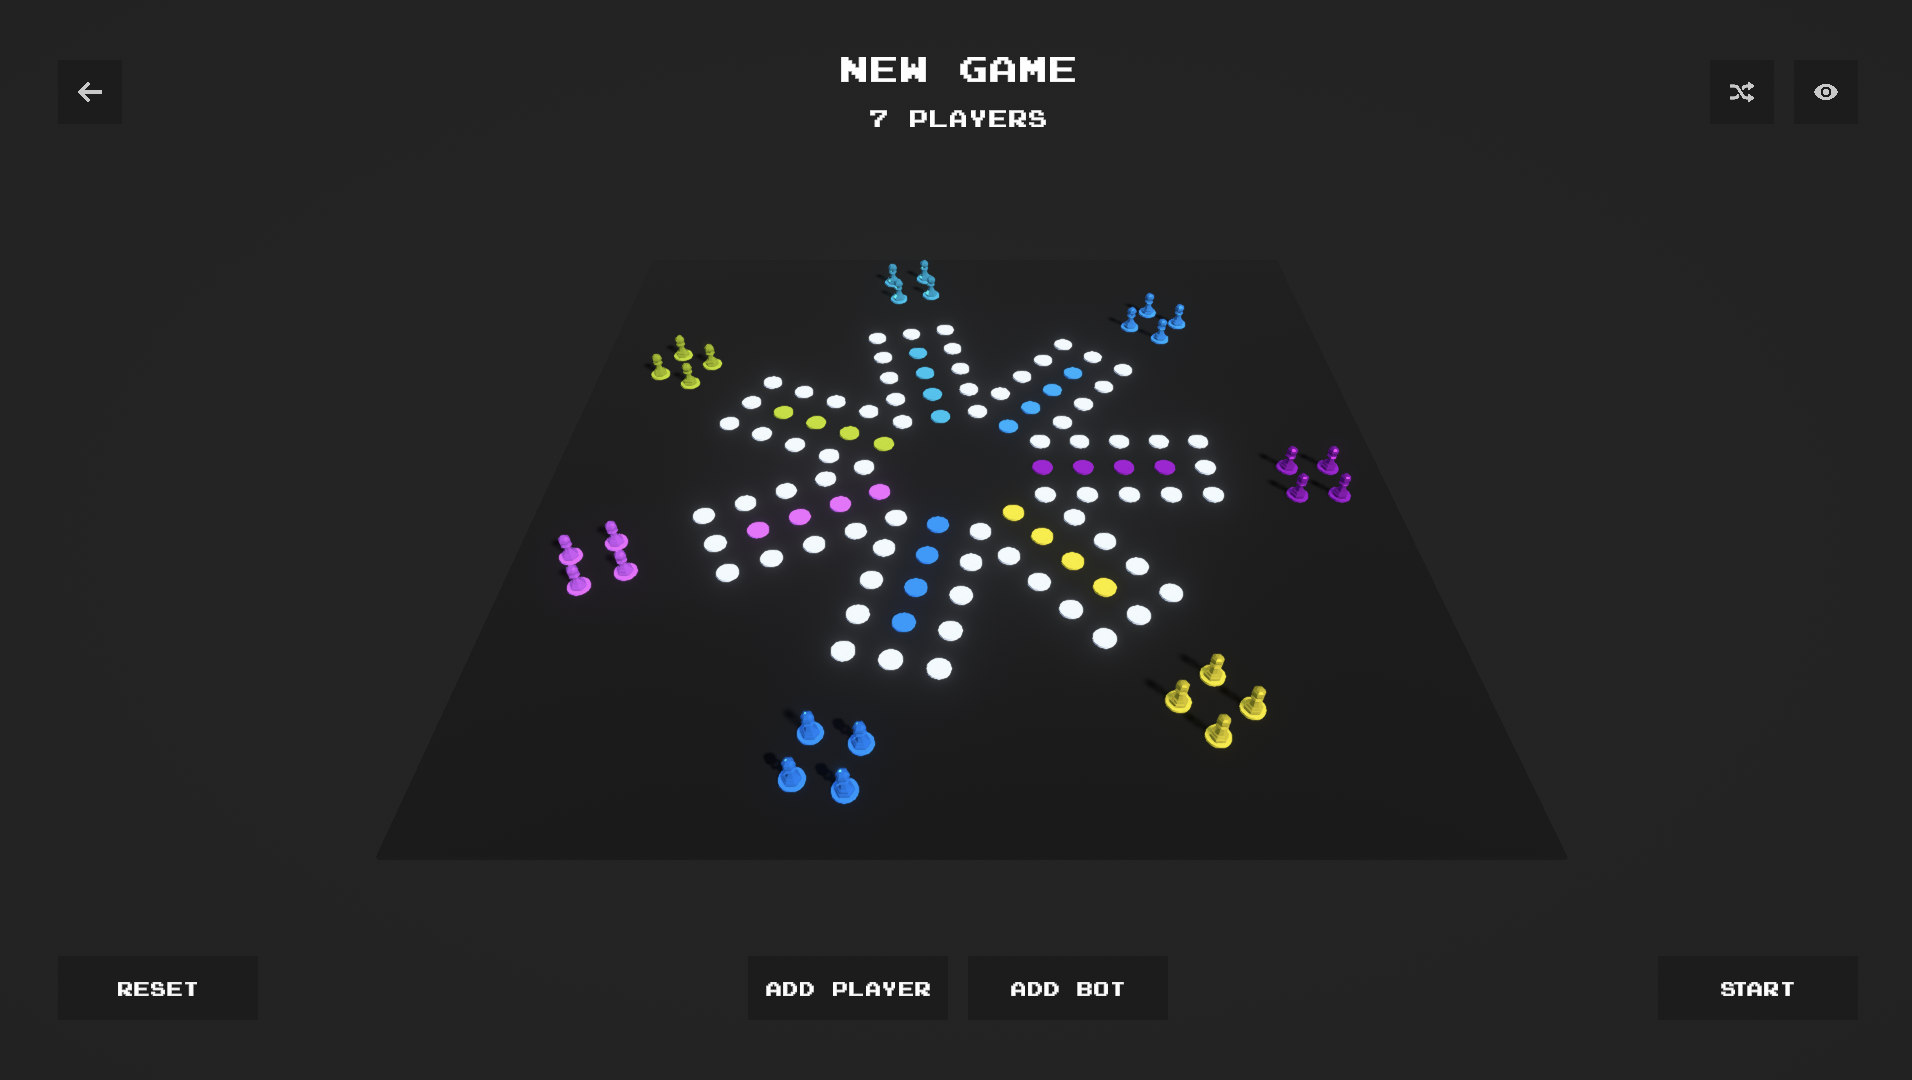 NEW GAME
7 PLAYERS
RESET
ADD PLAYER
ADD BOT
START